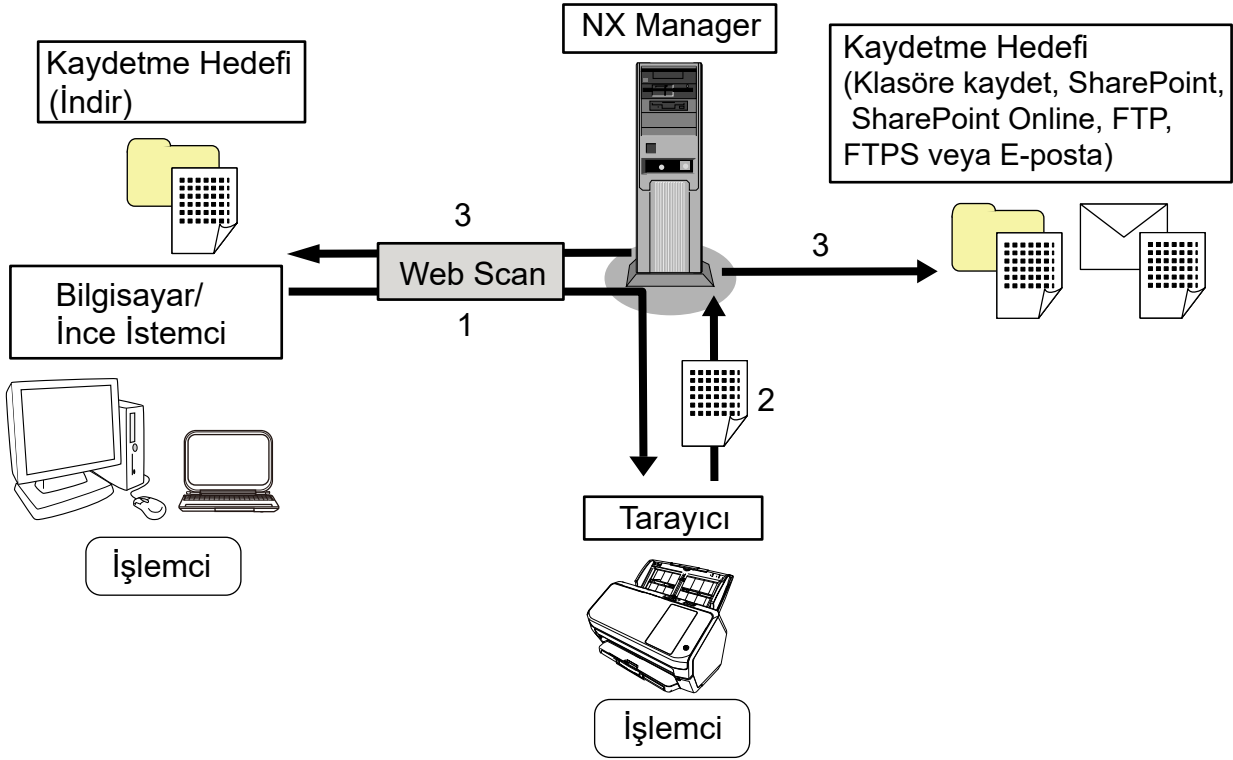 NX Manager
Kaydetme Hedefi
(İndir)
Kaydetme Hedefi
(Klasöre kaydet, SharePoint,
SharePoint Online, FTP,
FTPS veya E-posta)
3
Web Scan
1
3
Bilgisayar/
İnce İstemci
2
Tarayıcı
İşlemci
İşlemci